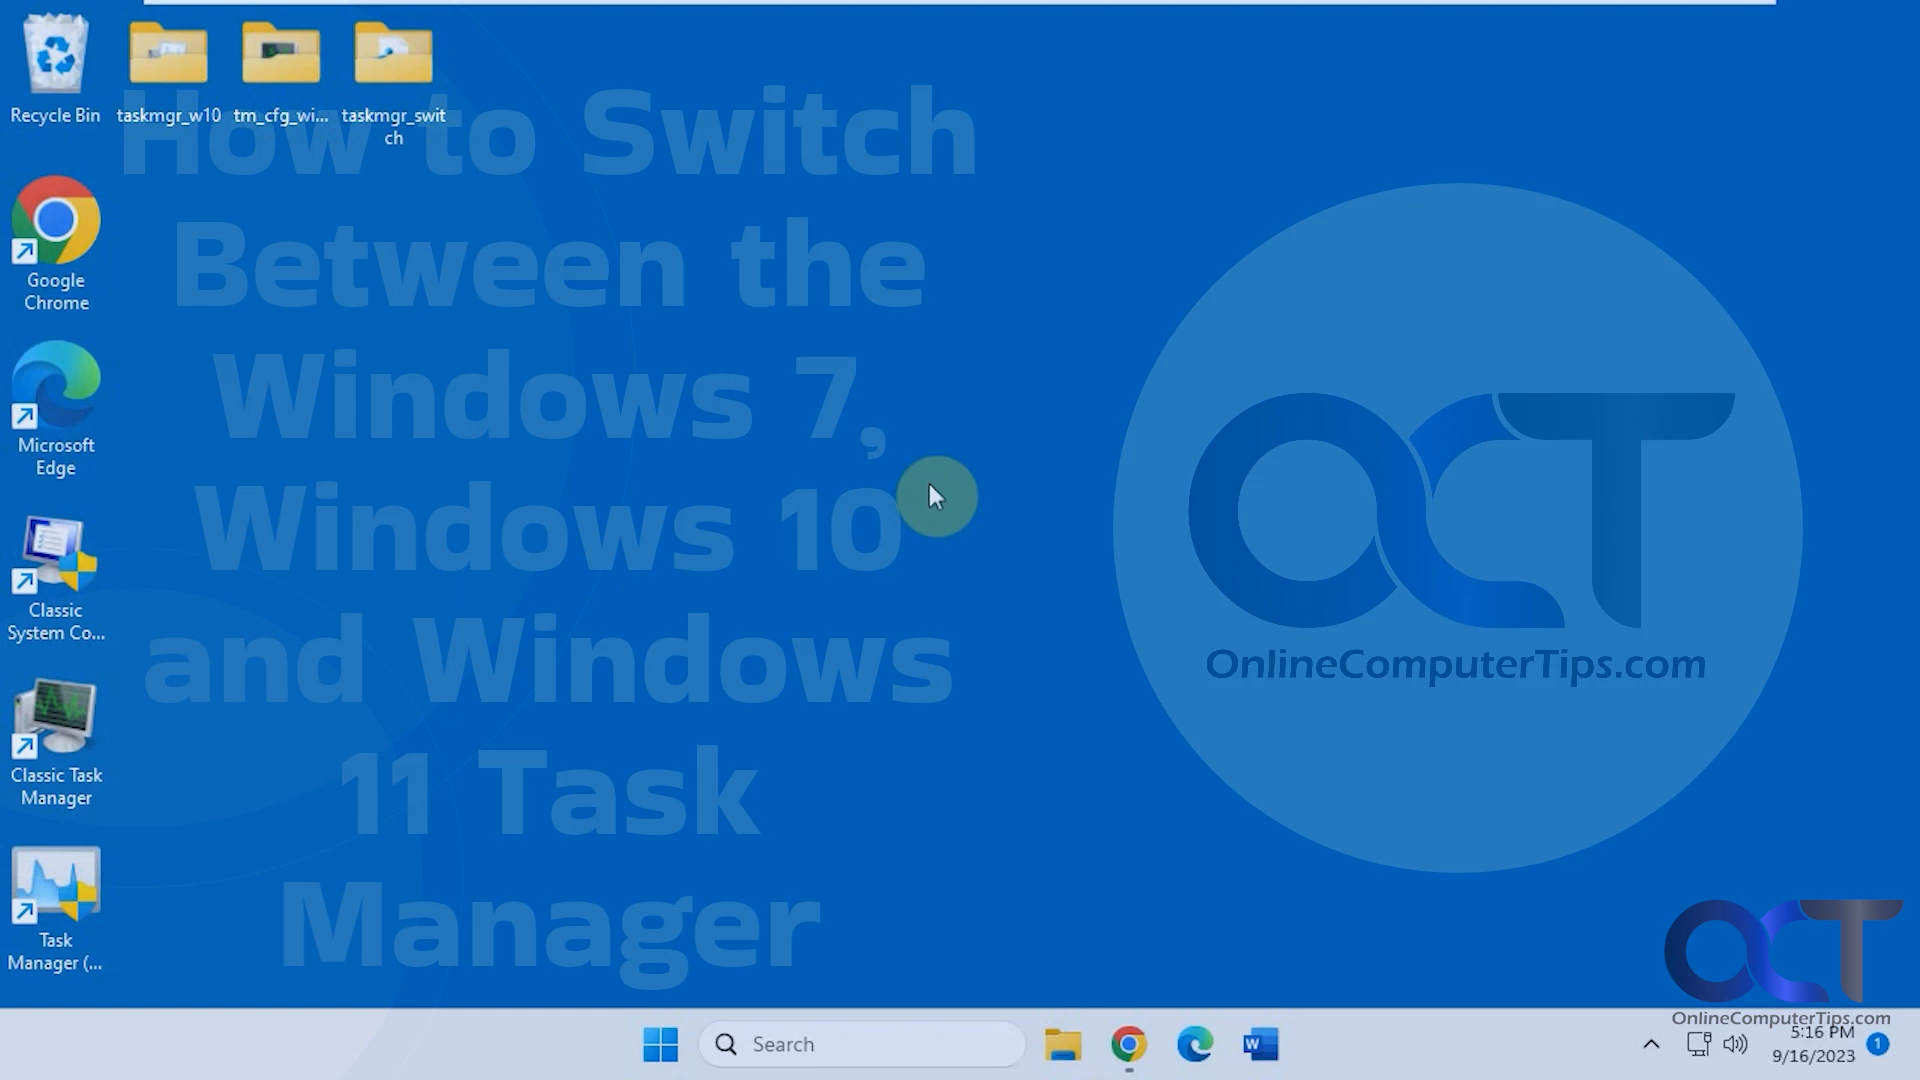 Recycle Bin
taskmgr_w10
tm_cfg_wi...
taskmgr_swit
ch
How to Switch
Between the
Windows 7,
Windows 10
and Windows
11 Task
Manager
Google
Chrome
Microsoft
Edge
Classic
System Co...
Classic Task
Manager
Task
Manager (...
OCT
OnlineComputerTips.com
OCT
OnlineComputerTips.com
Search
W
5:16 PM
9/16/2023
1